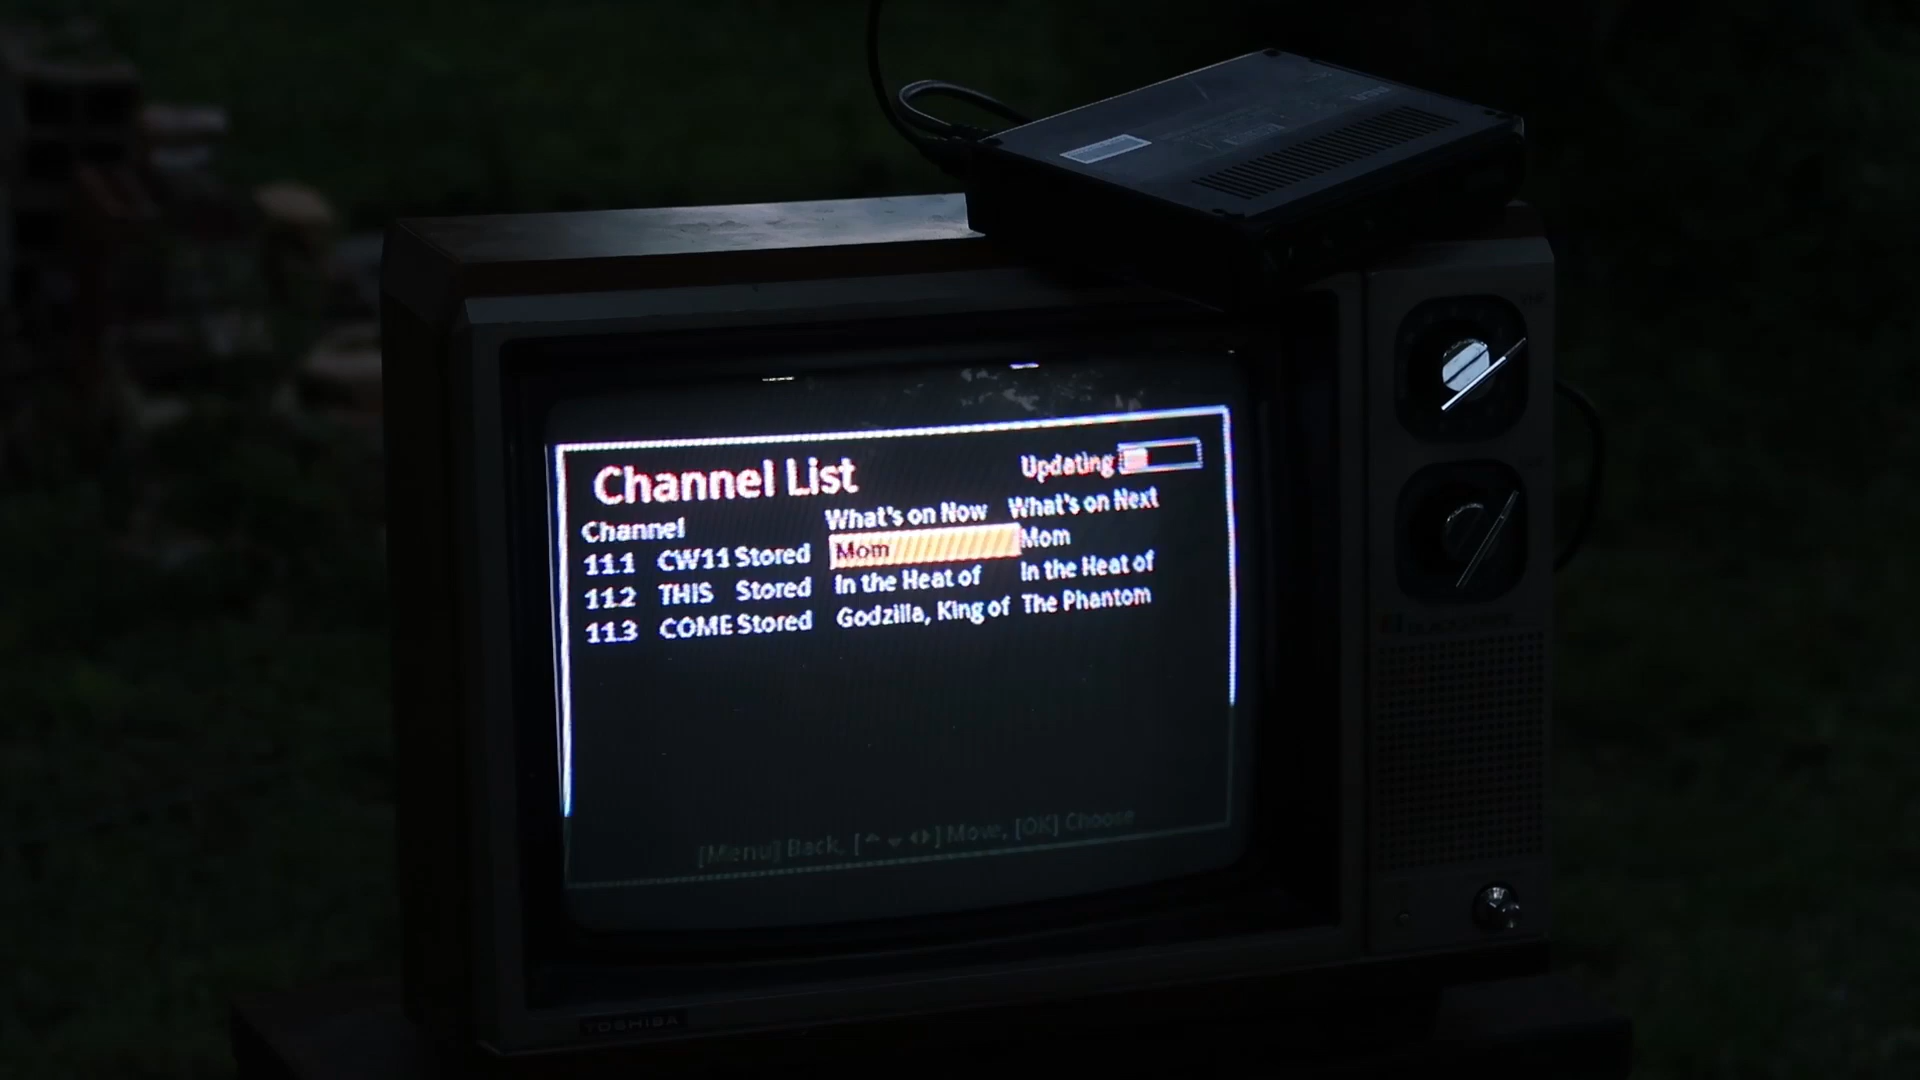 Channel List Updating
Channel What's on Now What's on Next
11.1 CW11 Stored Mom Mom
11.2 THIS Stored In the Heat of In the Heat of
11.3 COME Stored Godzilla, King of The Phantom
[Menu] Back, [▲▼◀▶] Move, [OK] Choose
TOSHIBA